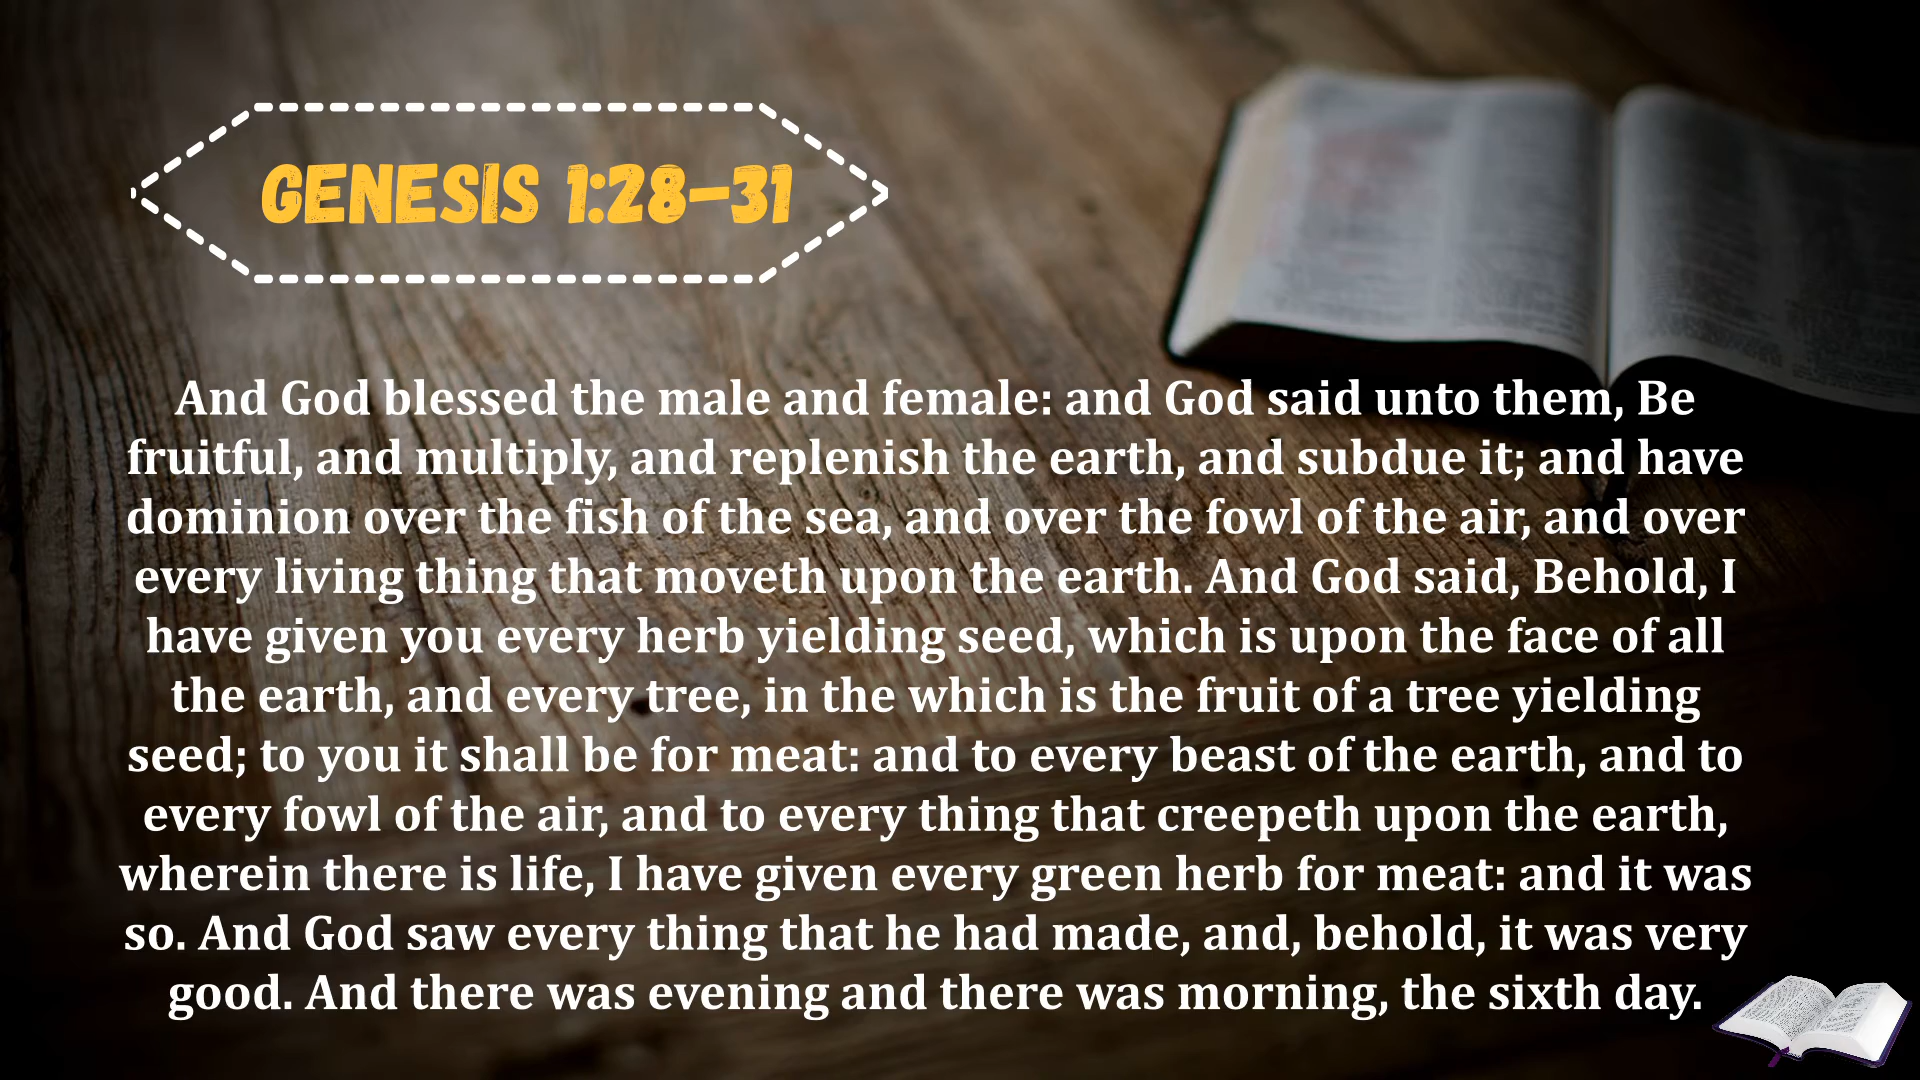 GENESIS 1:28–31
And God blessed the male and female: and God said unto them, Be
fruitful, and multiply, and replenish the earth, and subdue it; and have
dominion over the fish of the sea, and over the fowl of the air, and over
every living thing that moveth upon the earth. And God said, Behold, I
have given you every herb yielding seed, which is upon the face of all
the earth, and every tree, in the which is the fruit of a tree yielding
seed; to you it shall be for meat: and to every beast of the earth, and to
every fowl of the air, and to every thing that creepeth upon the earth,
wherein there is life, I have given every green herb for meat: and it was
so. And God saw every thing that he had made, and, behold, it was very
good. And there was evening and there was morning, the sixth day.